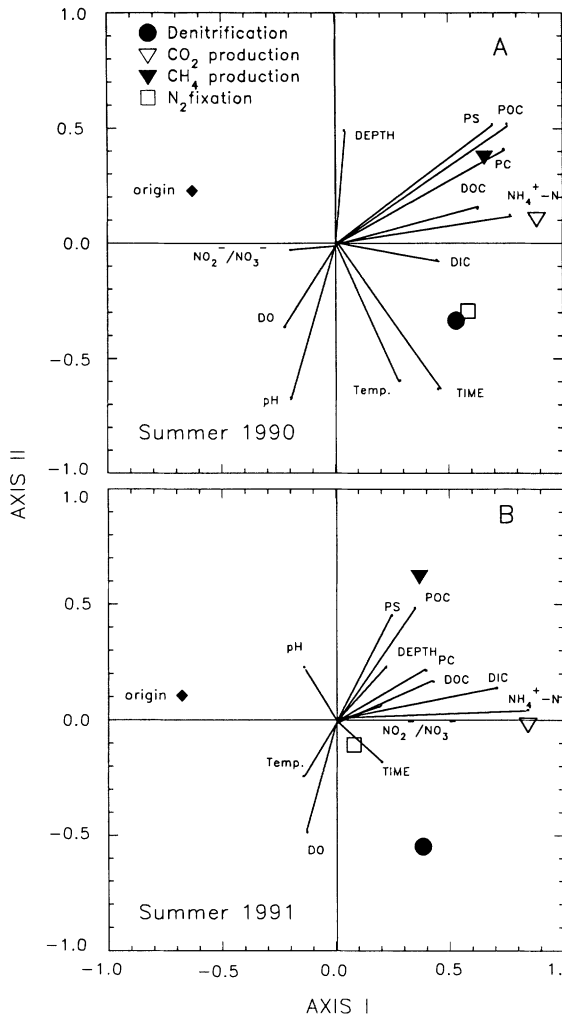 1.0
Denitrification
CO2 production
CH4 production
N2fixation
A
0.5
DEPTH
PS
POC
PC
origin
DOC
NH4+-N
0.0
NO2-/NO3-
DIC
DO
-0.5
pH
Temp.
TIME
Summer 1990
-1.0
AXIS II
1.0
B
0.5
PS
POC
pH
DEPTH
PC
DOC
DIC
origin
NH4+-N
0.0
NO2-/NO3-
Temp.
TIME
-0.5
DO
Summer 1991
-1.0
-1.0
-0.5
0.0
0.5
1.
AXIS I